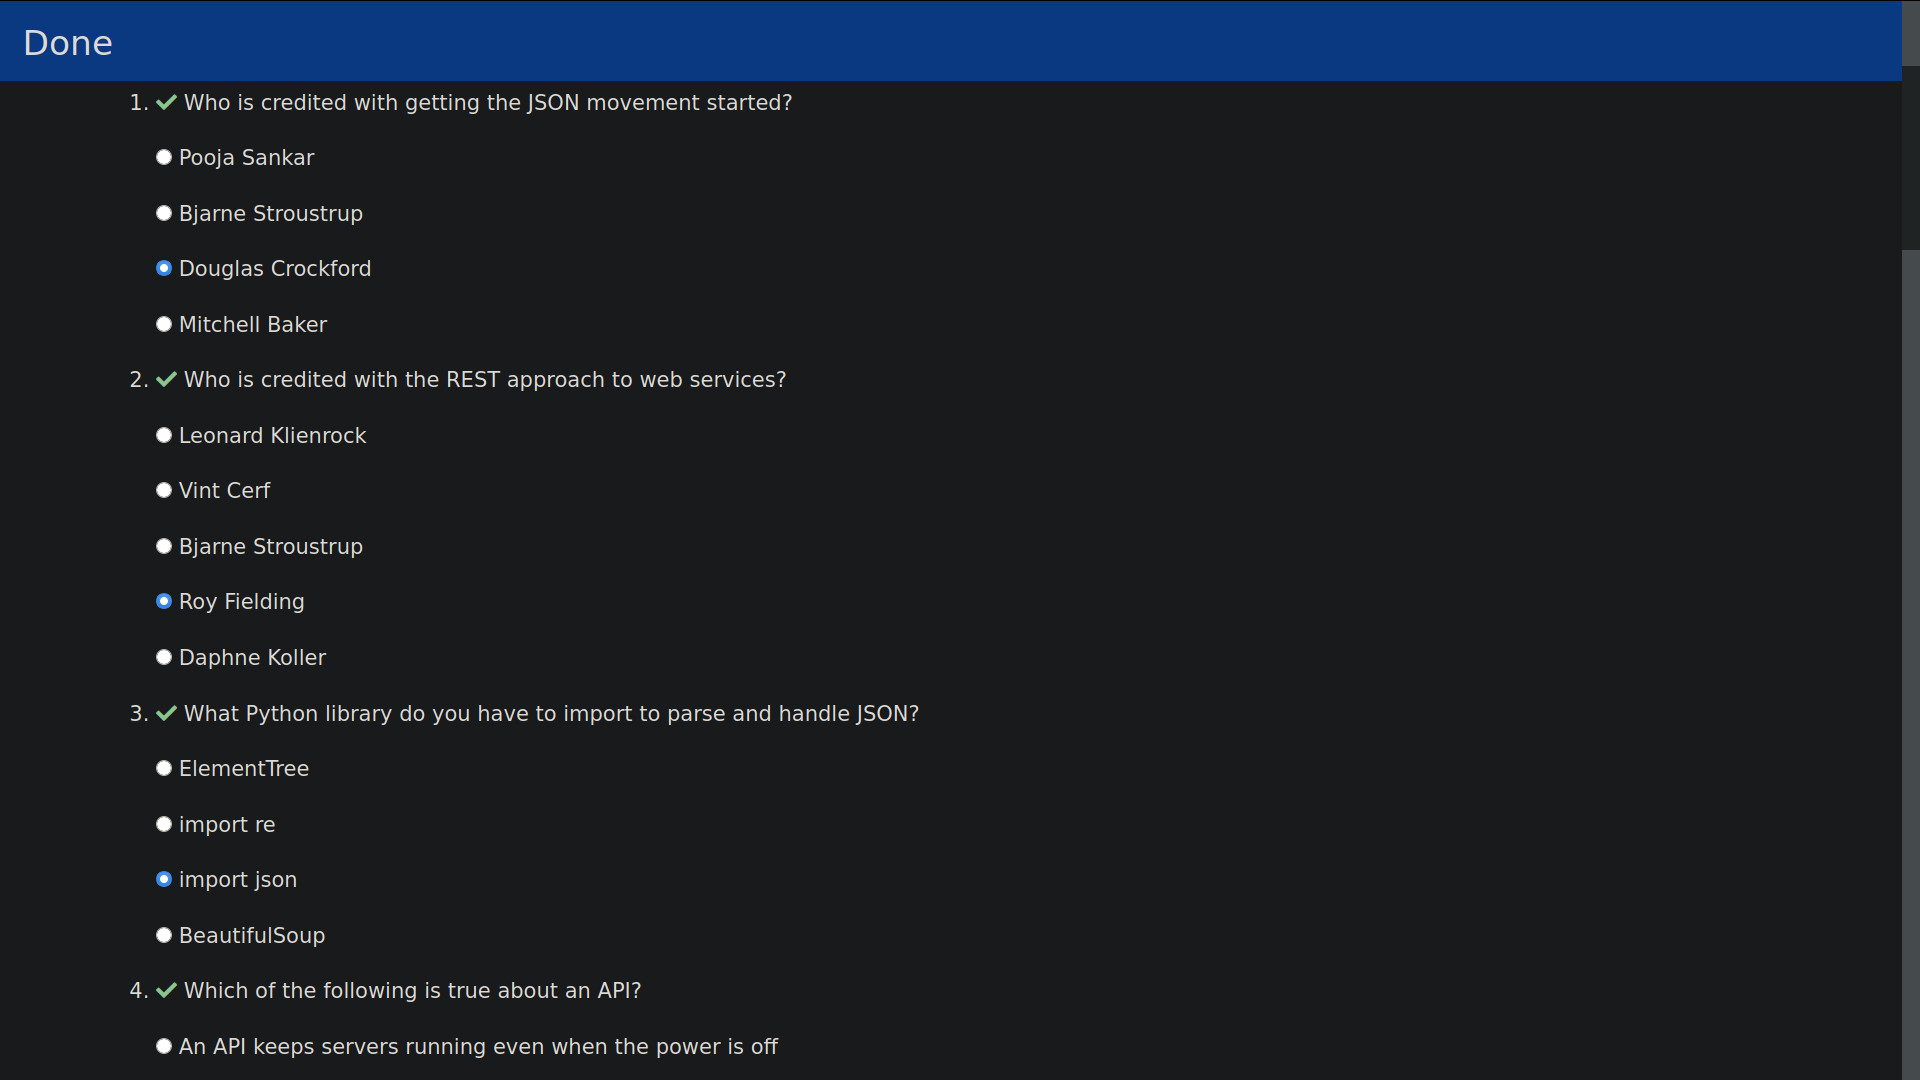 Done
1. Who is credited with getting the JSON movement started?
Pooja Sankar
Bjarne Stroustrup
Douglas Crockford
Mitchell Baker
2. Who is credited with the REST approach to web services?
Leonard Klienrock
Vint Cerf
Bjarne Stroustrup
Roy Fielding
Daphne Koller
3. What Python library do you have to import to parse and handle JSON?
ElementTree
import re
import json
BeautifulSoup
4. Which of the following is true about an API?
An API keeps servers running even when the power is off